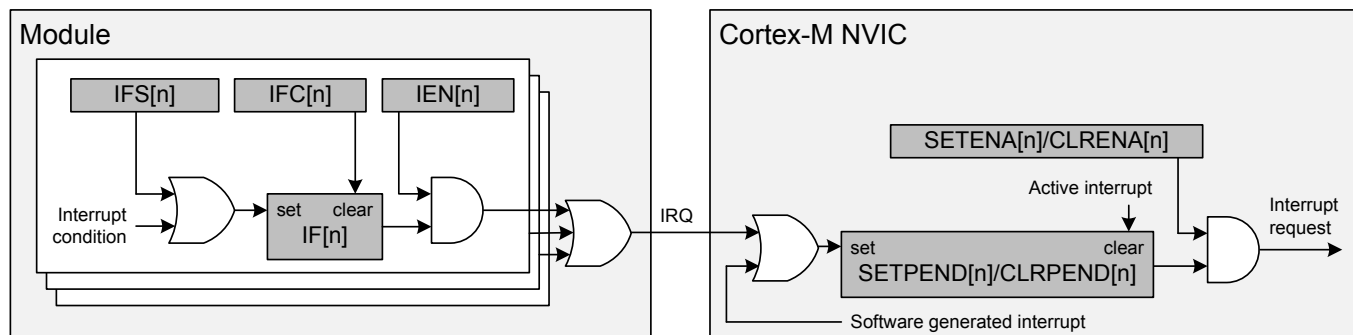 Module
Cortex-M NVIC
IFS[n]
IFC[n]
IEN[n]
SETENA[n]/CLRENA[n]
Interrupt
condition
set
clear
IF[n]
IRQ
Active interrupt
set
clear
SETPEND[n]/CLRPEND[n]
Interrupt
request
Software generated interrupt